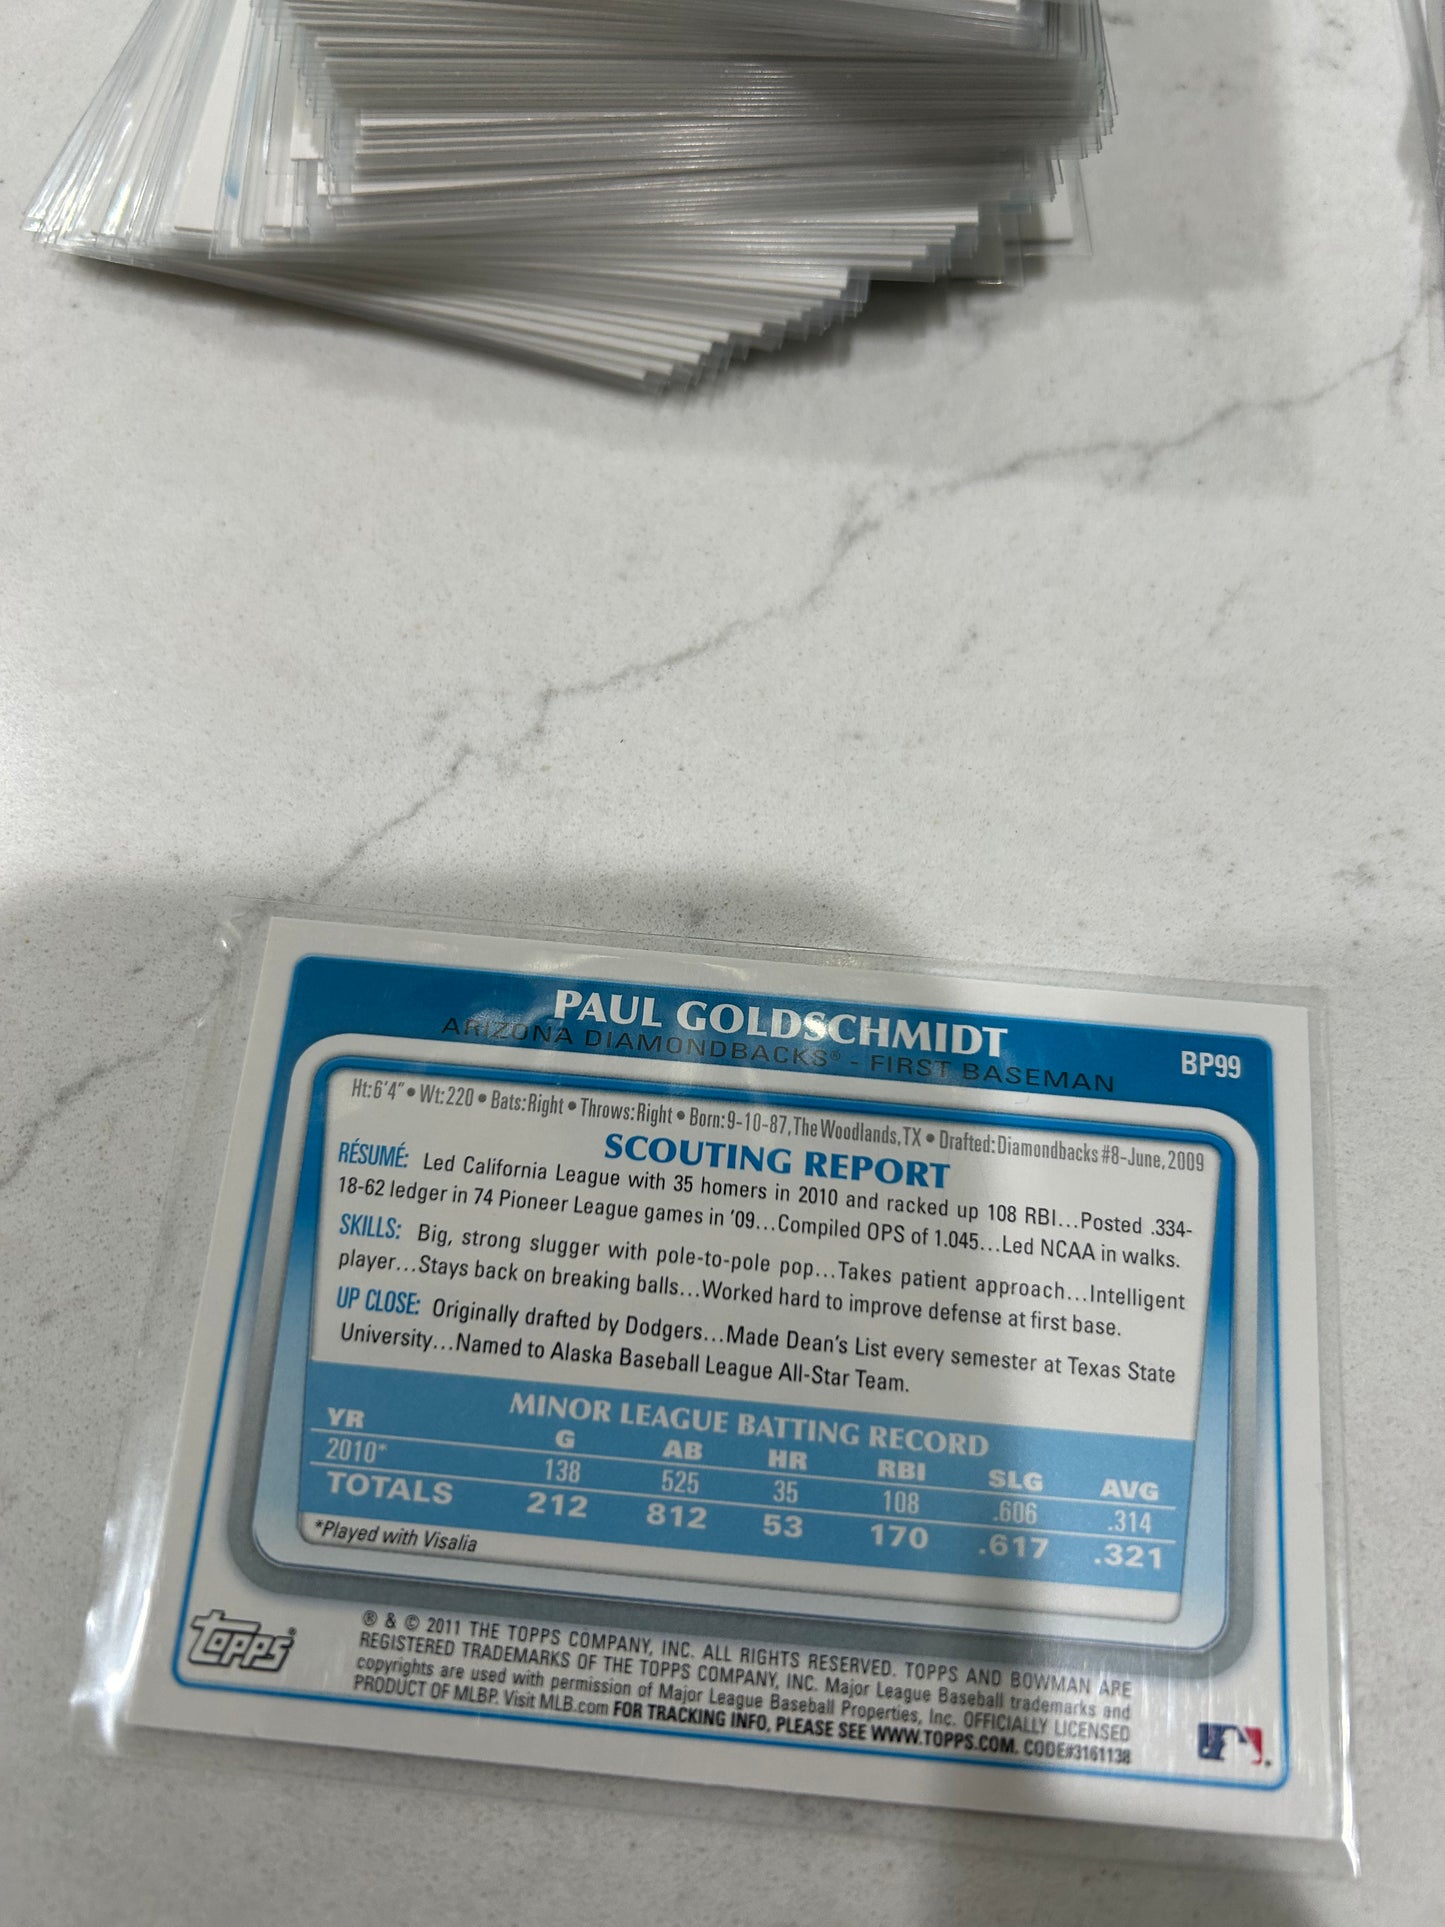 PAUL GOLDSCHMIDT
ARIZONA DIAMONDBACKS® - FIRST BASEMAN
BP99
Ht:6'4" • Wt:220 • Bats:Right • Throws:Right • Born:9-10-87, The Woodlands, TX • Drafted:Diamondbacks #8-June, 2009
SCOUTING REPORT
RÉSUMÉ: Led California League with 35 homers in 2010 and racked up 108 RBI...Posted .334-
18-62 ledger in 74 Pioneer League games in '09...Compiled OPS of 1.045...Led NCAA in walks.
SKILLS: Big, strong slugger with pole-to-pole pop...Takes patient approach...Intelligent
player...Stays back on breaking balls...Worked hard to improve defense at first base.
UP CLOSE: Originally drafted by Dodgers...Made Dean's List every semester at Texas State
University...Named to Alaska Baseball League All-Star Team.
MINOR LEAGUE BATTING RECORD
YR G AB HR RBI SLG AVG
2010* 138 525 35 108 .606 .314
TOTALS 212 812 53 170 .617 .321
*Played with Visalia
Topps®
® & © 2011 THE TOPPS COMPANY, INC. ALL RIGHTS RESERVED. TOPPS AND BOWMAN ARE
REGISTERED TRADEMARKS OF THE TOPPS COMPANY, INC. Major League Baseball trademarks and
copyrights are used with permission of Major League Baseball Properties, Inc. OFFICIALLY LICENSED
PRODUCT OF MLBP. Visit MLB.com FOR TRACKING INFO, PLEASE SEE WWW.TOPPS.COM. CODE#3161138